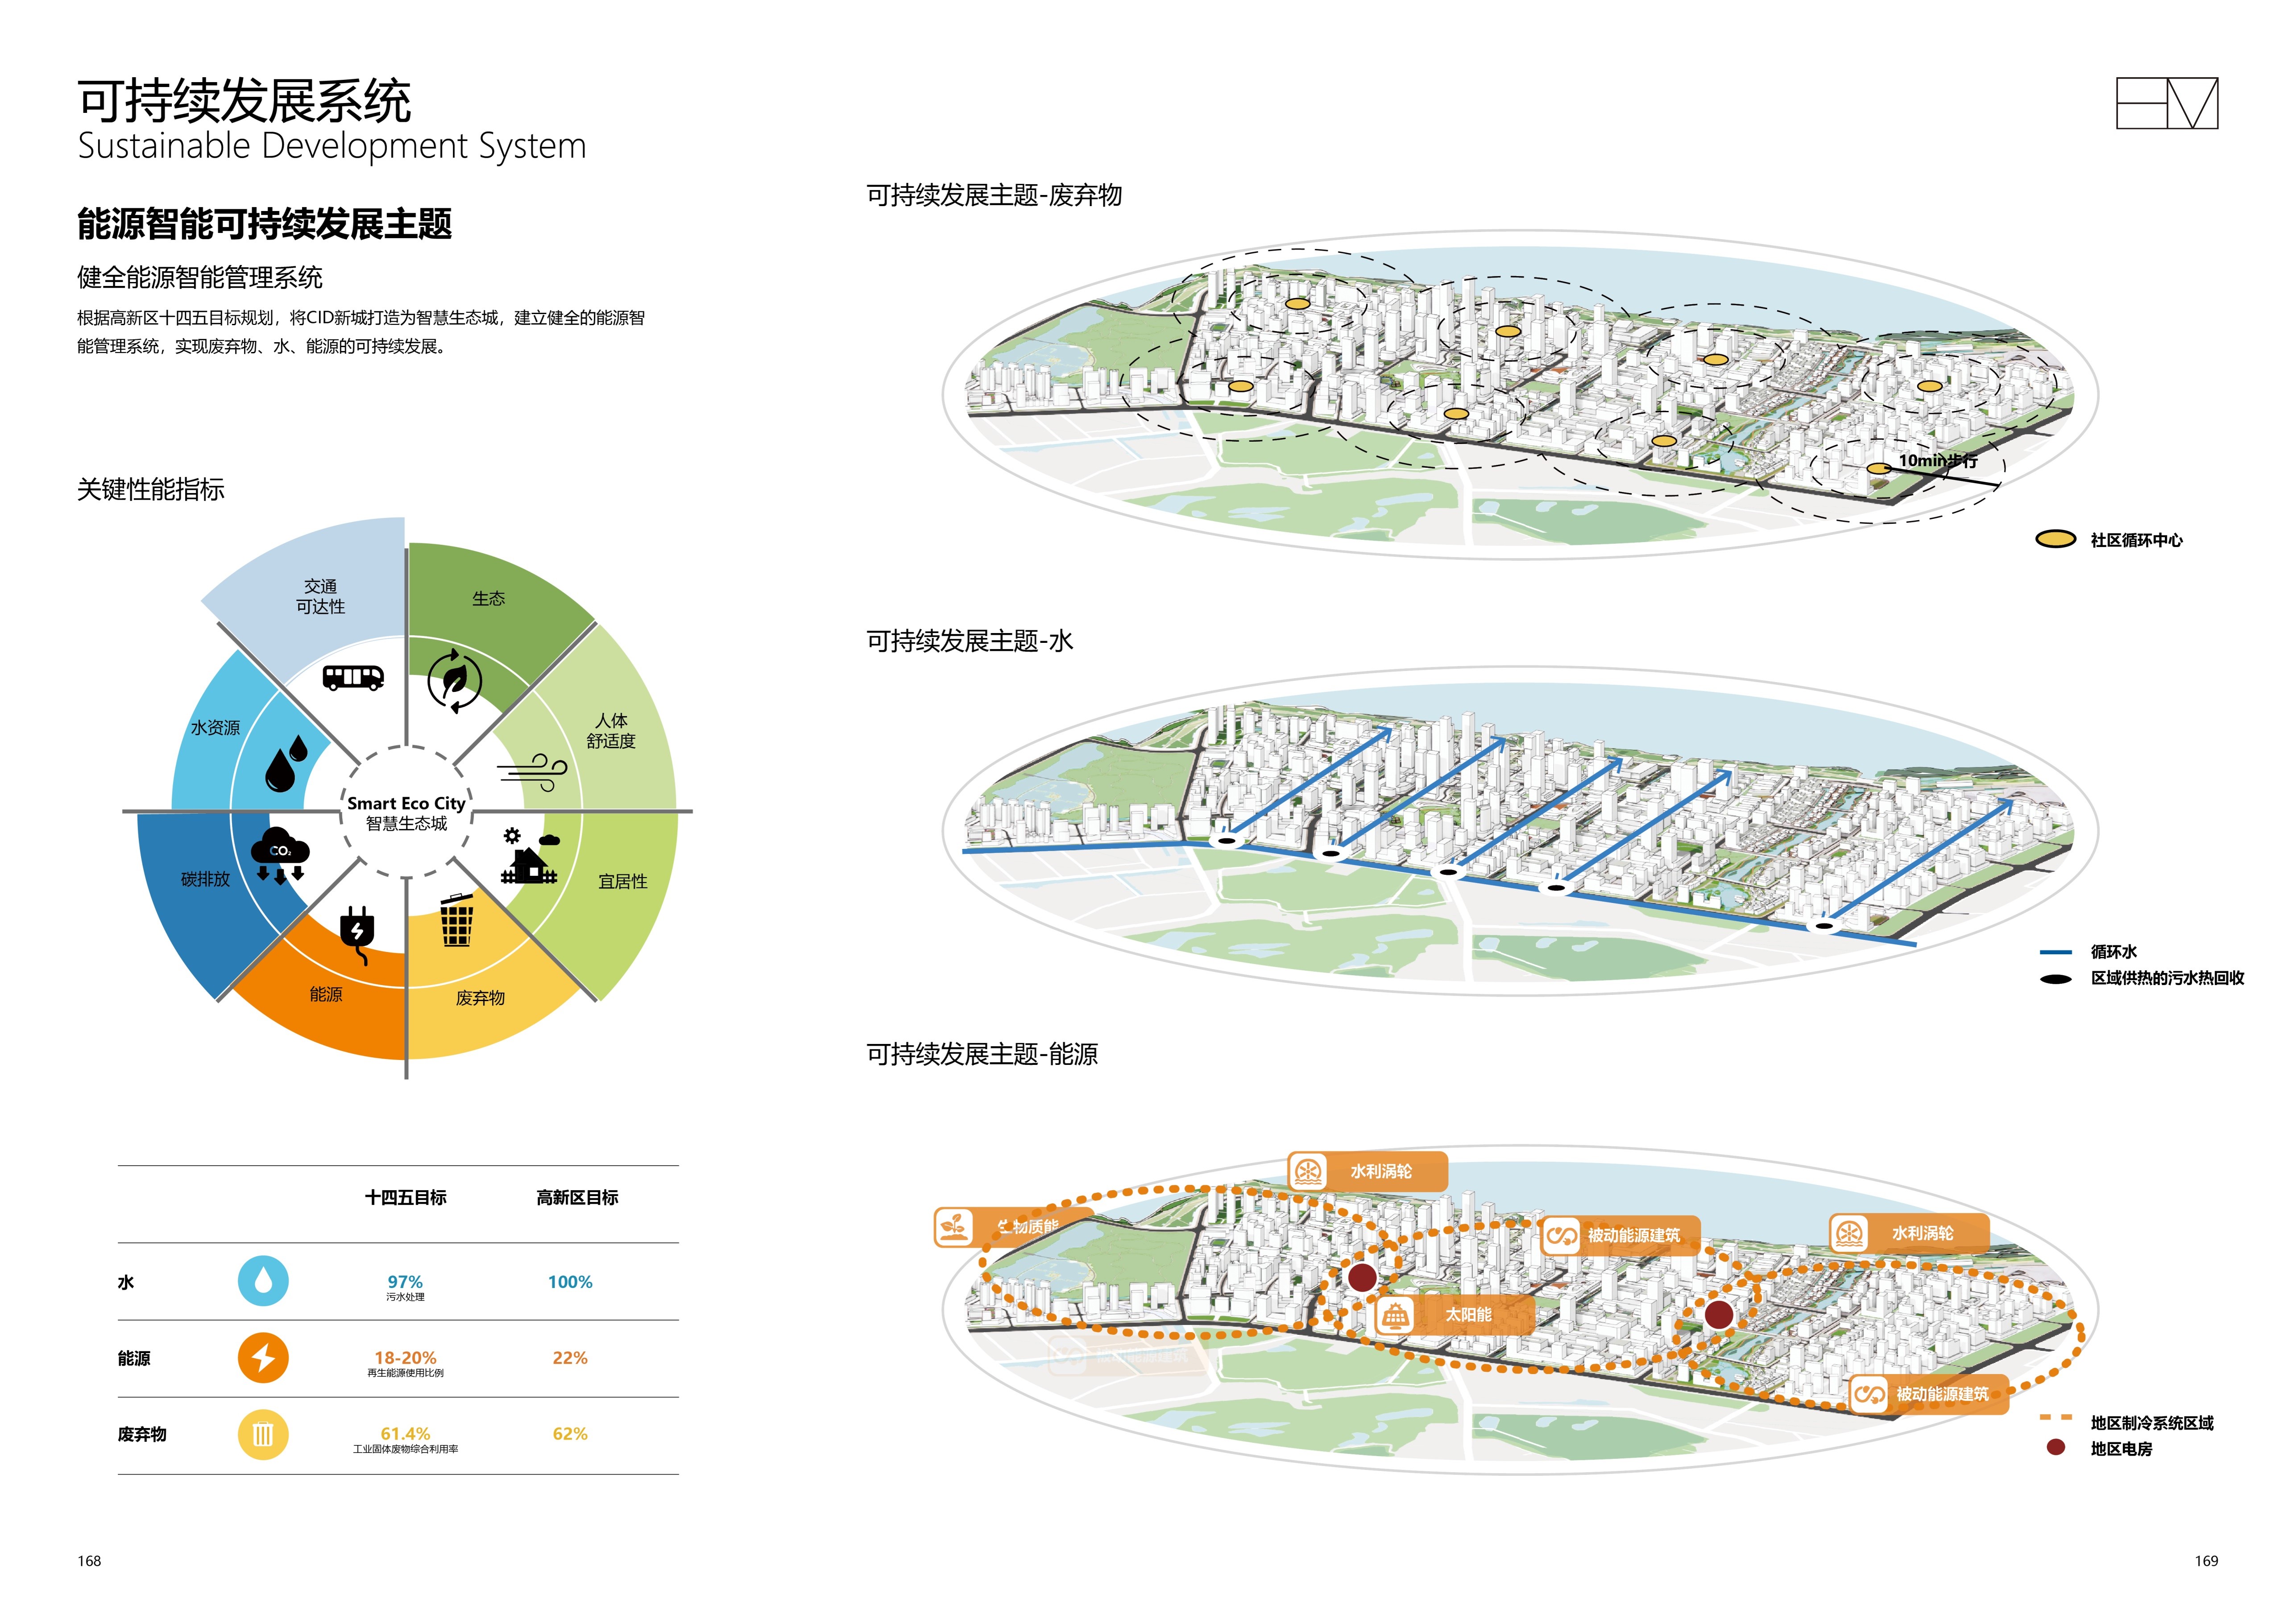 可持续发展系统
Sustainable Development System
能源智能可持续发展主题
健全能源智能管理系统
根据高新区十四五目标规划，将CID新城打造为智慧生态城，建立健全的能源智
能管理系统，实现废弃物、水、能源的可持续发展。
关键性能指标
交通
可达性
生态
水资源
人体
舒适度
Smart Eco City
智慧生态城
CO₂
碳排放
宜居性
能源
废弃物
十四五目标
高新区目标
水
97%
污水处理
100%
能源
18-20%
再生能源使用比例
22%
废弃物
61.4%
工业固体废物综合利用率
62%
168
可持续发展主题-废弃物
10min步行
社区循环中心
可持续发展主题-水
循环水
区域供热的污水热回收
可持续发展主题-能源
水利涡轮
生物质能
被动能源建筑
水利涡轮
太阳能
被动能源建筑
被动能源建筑
地区制冷系统区域
地区电房
169